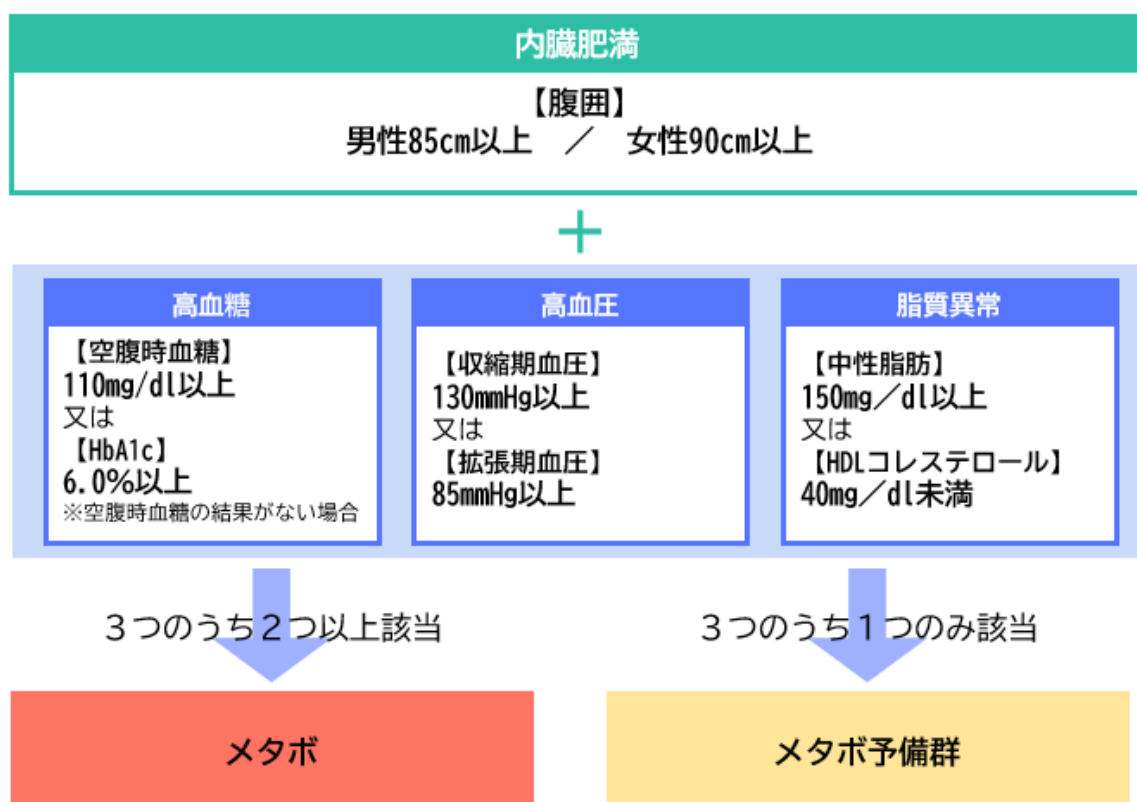 内臓肥満
【腹囲】
男性85cm以上 ／ 女性90cm以上
＋
高血糖
【空腹時血糖】
110mg/dl以上
又は
【HbA1c】
6.0%以上
※空腹時血糖の結果がない場合
高血圧
【収縮期血圧】
130mmHg以上
又は
【拡張期血圧】
85mmHg以上
脂質異常
【中性脂肪】
150mg／dl以上
又は
【HDLコレステロール】
40mg／dl未満
３つのうち２つ以上該当
３つのうち１つのみ該当
メタボ
メタボ予備群